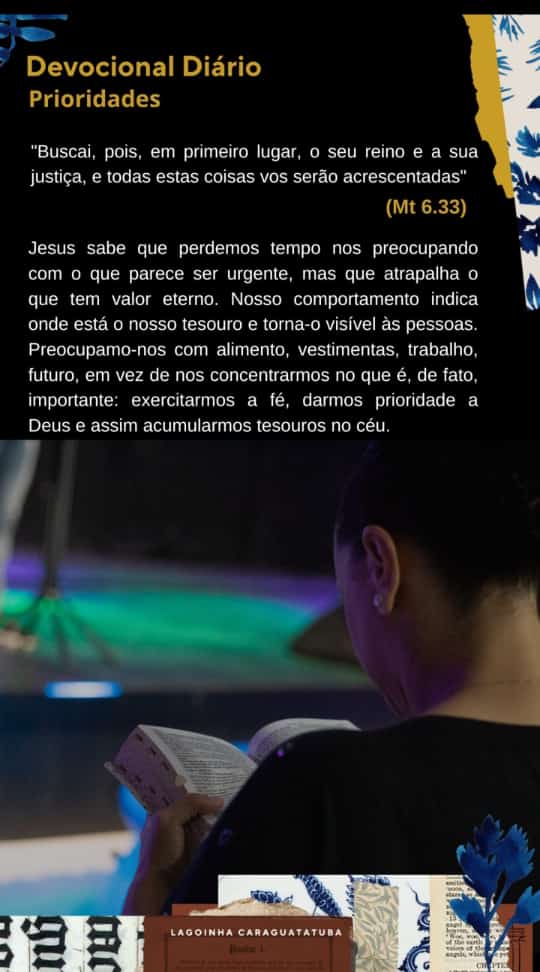 Devocional Diário
Prioridades
"Buscai, pois, em primeiro lugar, o seu reino e a sua
justiça, e todas estas coisas vos serão acrescentadas"
(Mt 6.33)
Jesus sabe que perdemos tempo nos preocupando
com o que parece ser urgente, mas que atrapalha o
que tem valor eterno. Nosso comportamento indica
onde está o nosso tesouro e torna-o visível às pessoas.
Preocupamo-nos com alimento, vestimentas, trabalho,
futuro, em vez de nos concentrarmos no que é, de fato,
importante: exercitarmos a fé, darmos prioridade a
Deus e assim acumularmos tesouros no céu.
LAGOINHA CARAGUATATUBA